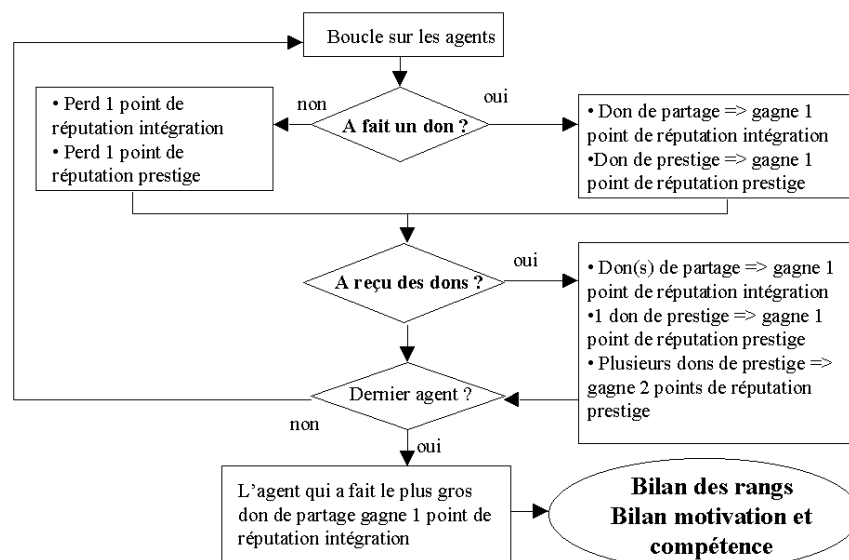 Boucle sur les agents
non
oui
• Perd 1 point de
réputation intégration
• Perd 1 point de
réputation prestige
A fait un don ?
• Don de partage => gagne 1
point de réputation intégration
•Don de prestige => gagne 1
point de réputation prestige
A reçu des dons ?
oui
• Don(s) de partage => gagne 1
point de réputation intégration
•1 don de prestige => gagne 1
point de réputation prestige
• Plusieurs dons de prestige =>
gagne 2 points de réputation
prestige
Dernier agent ?
non
oui
L'agent qui a fait le plus gros
don de partage gagne 1 point de
réputation intégration
Bilan des rangs
Bilan motivation et
compétence